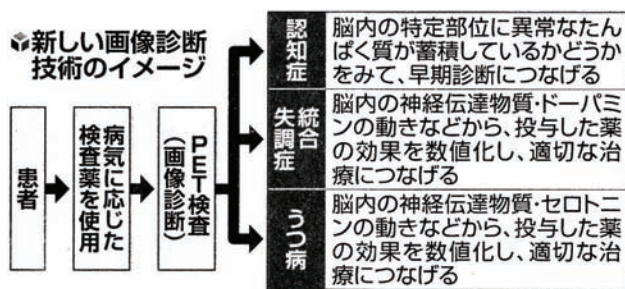 新しい画像診断
技術のイメージ
患者
病気に応じた
検査薬を使用
PET検査
(画像診断)
認知症
脳内の特定部位に異常なたん
ぱく質が蓄積しているかどうか
をみて、早期診断につなげる
統合
失調症
脳内の神経伝達物質・ドーパミ
ンの動きなどから、投与した薬
の効果を数値化し、適切な治
療につなげる
うつ病
脳内の神経伝達物質・セロトニ
ンの動きなどから、投与した薬
の効果を数値化し、適切な治
療につなげる